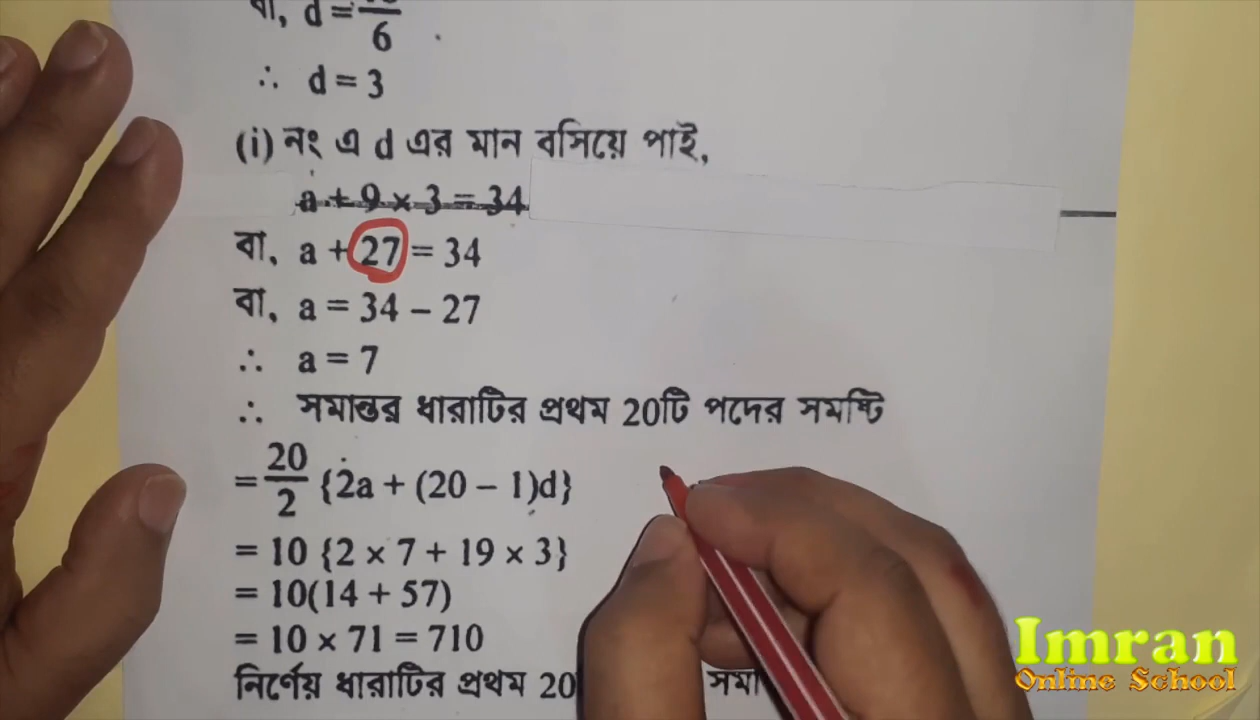 বা, d = /6
∴ d = 3
(i) নং এ d এর মান বসিয়ে পাই,
a + 9 × 3 = 34
বা, a + 27 = 34
বা, a = 34 – 27
∴ a = 7
∴ সমান্তর ধারাটির প্রথম 20টি পদের সমষ্টি
= 20/2 {2a + (20 – 1)d}
= 10 {2 × 7 + 19 × 3}
= 10(14 + 57)
= 10 × 71 = 710
নির্ণেয় ধারাটির প্রথম 20
Imran
Online School